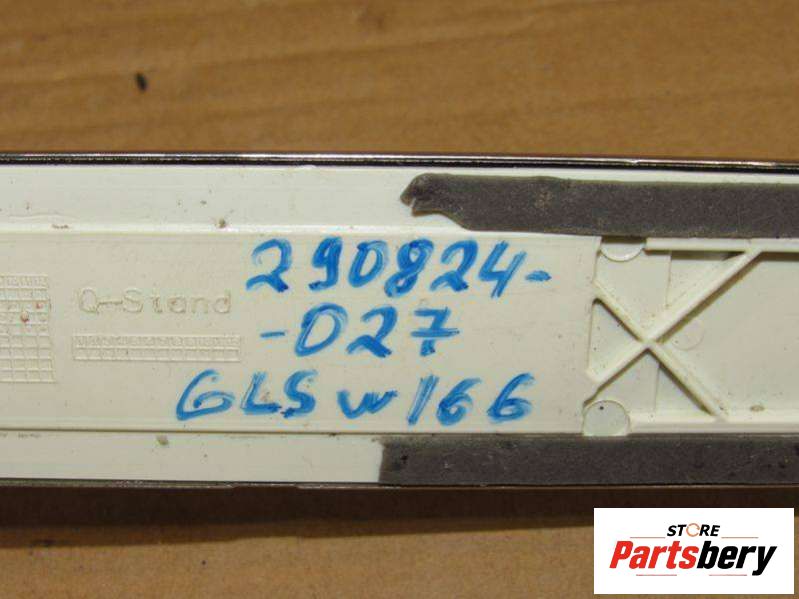 290824-
-027
Q-Stand
GLS w166
STORE
Partsbery